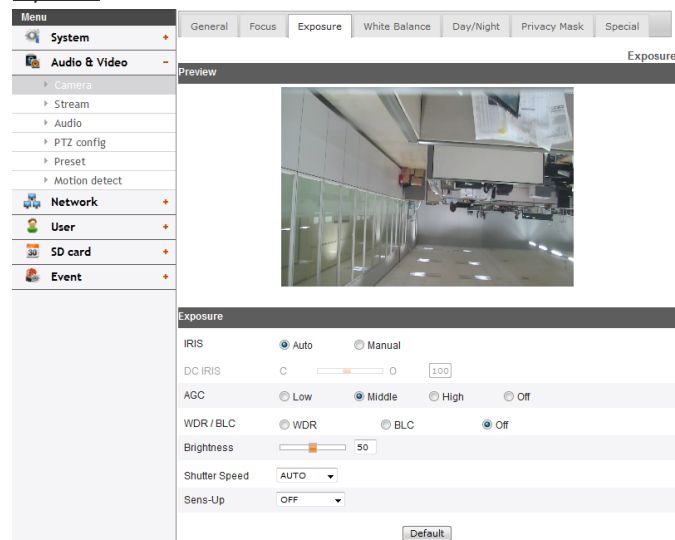 Menu
System +
Audio & Video -
Camera
Stream
Audio
PTZ config
Preset
Motion detect
Network +
User +
30 SD card +
Event +
General Focus Exposure White Balance Day/Night Privacy Mask Special
Exposure
Preview
Exposure
IRIS Auto Manual
DC IRIS C O 100
AGC Low Middle High Off
WDR / BLC WDR BLC Off
Brightness 50
Shutter Speed AUTO
Sens-Up OFF
Default